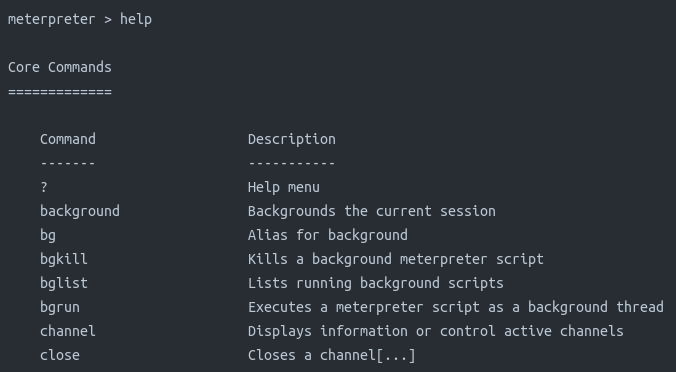 meterpreter > help
Core Commands
=============
Command Description
------- -----------
? Help menu
background Backgrounds the current session
bg Alias for background
bgkill Kills a background meterpreter script
bglist Lists running background scripts
bgrun Executes a meterpreter script as a background thread
channel Displays information or control active channels
close Closes a channel[...]